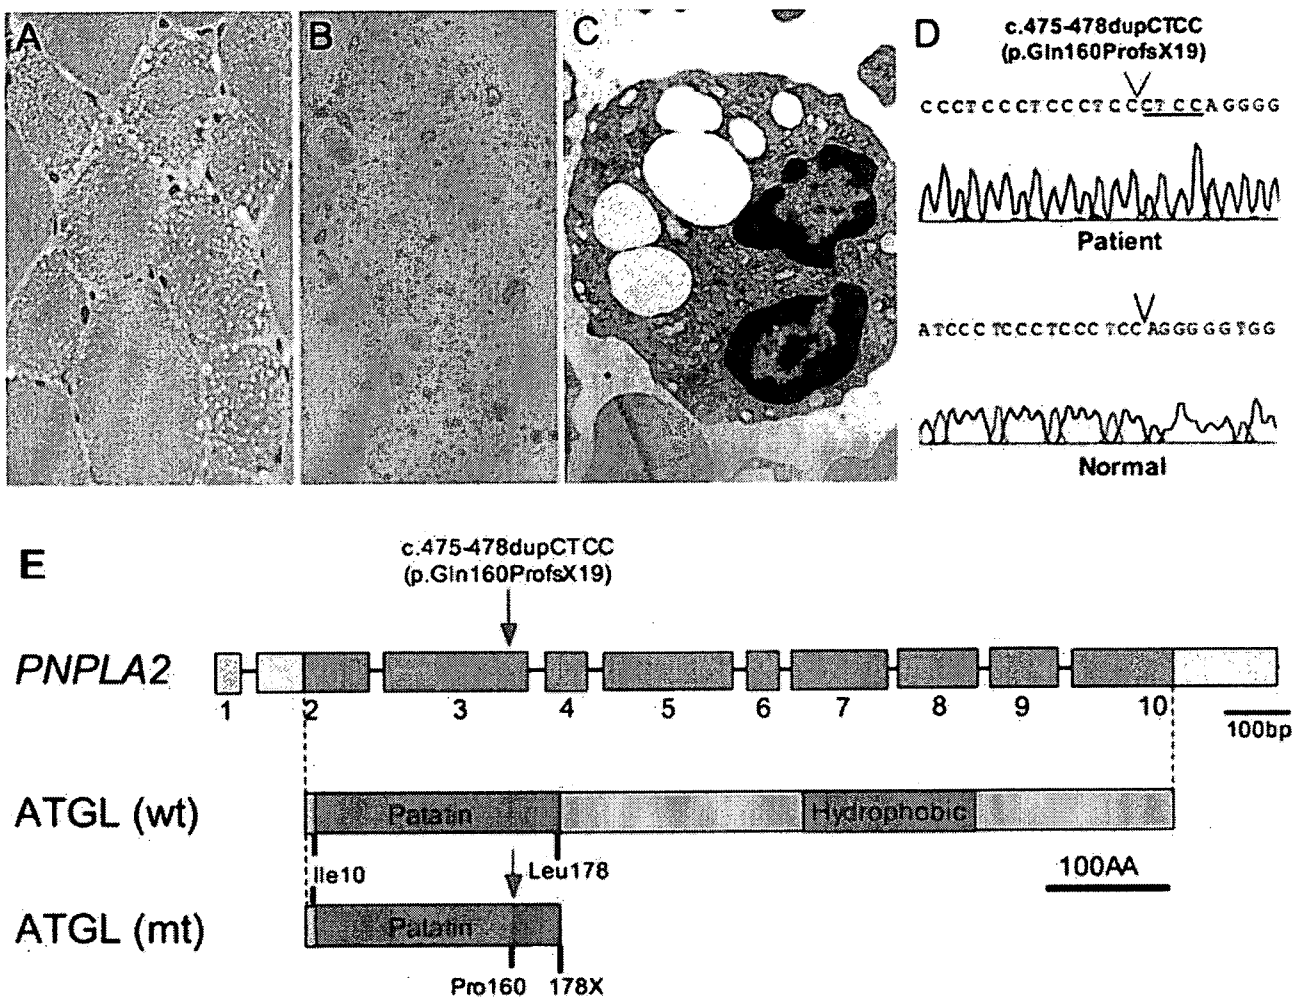 A
B
C
D
c.475-478dupCTCC
(p.Gln160ProfsX19)
CCCTCCCTCCCTCCCTCCAGGGG
Patient
ATCCCTCCCTCCCTCCAGGGGGTGG
Normal
E
c.475-478dupCTCC
(p.Gln160ProfsX19)
PNPLA2
1 2 3 4 5 6 7 8 9 10
100bp
ATGL (wt)
Patatin
Hydrophobic
Ile10
Leu178
100AA
ATGL (mt)
Patatin
Pro160
178X